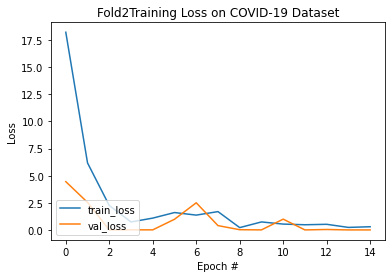 Fold2Training Loss on COVID-19 Dataset
17.5
15.0
12.5
10.0
7.5
5.0
2.5
0.0
Loss
train_loss
val_loss
0 2 4 6 8 10 12 14
Epoch #